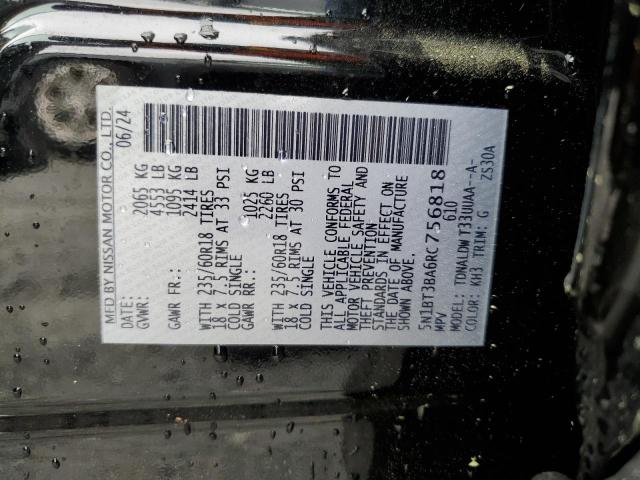 MFD BY NISSAN MOTOR CO., LTD.
DATE: 06/24
GVWR: 2065 KG
4553 LB
GAWR FR.: 1095 KG
2414 LB
WITH 235/60R18 TIRES
18 X 7.5 RIMS AT 33 PSI
COLD SINGLE
GAWR RR.: 1025 KG
2260 LB
WITH 235/60R18 TIRES
18 X 7.5 RIMS AT 30 PSI
COLD SINGLE
THIS VEHICLE CONFORMS TO
ALL APPLICABLE FEDERAL
MOTOR VEHICLE SAFETY AND
THEFT PREVENTION
STANDARDS IN EFFECT ON
THE DATE OF MANUFACTURE
SHOWN ABOVE.
5N1BT3BA6RC756818
MPV 610
MODEL: TDNALDW T33UUAA--A-
COLOR: KH3 TRIM: G ZS30A